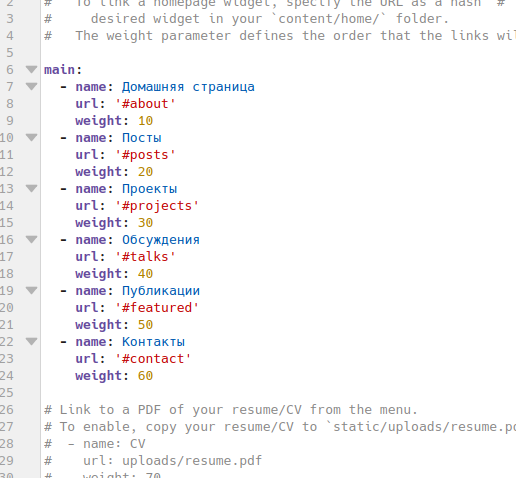 2 # To link a homepage widget, specify the URL as a hash `#
3 # desired widget in your `content/home/` folder.
4 # The weight parameter defines the order that the links wil
5
6 main:
7 - name: Домашняя страница
8 url: '#about'
9 weight: 10
10 - name: Посты
11 url: '#posts'
12 weight: 20
13 - name: Проекты
14 url: '#projects'
15 weight: 30
16 - name: Обсуждения
17 url: '#talks'
18 weight: 40
19 - name: Публикации
20 url: '#featured'
21 weight: 50
22 - name: Контакты
23 url: '#contact'
24 weight: 60
25
26 # Link to a PDF of your resume/CV from the menu.
27 # To enable, copy your resume/CV to `static/uploads/resume.pd
28 # - name: CV
29 # url: uploads/resume.pdf
30 # weight: 70